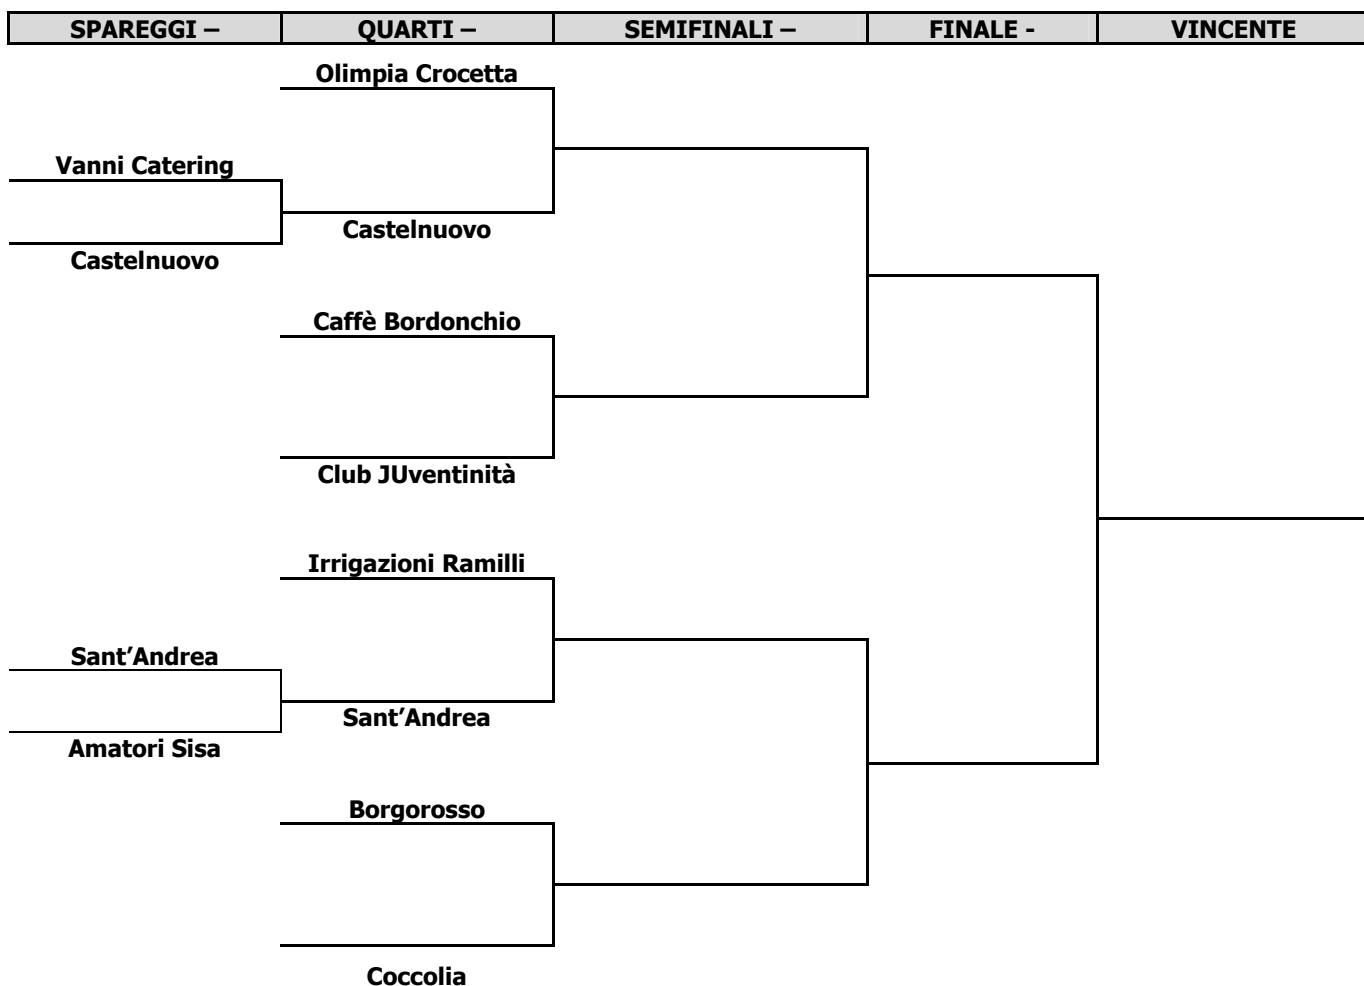 SPAREGGI – QUARTI – SEMIFINALI – FINALE - VINCENTE
Olimpia Crocetta
Vanni Catering
Castelnuovo
Castelnuovo
Caffè Bordonchio
Club JUventinità
Irrigazioni Ramilli
Sant’Andrea
Sant’Andrea
Amatori Sisa
Borgorosso
Coccolia